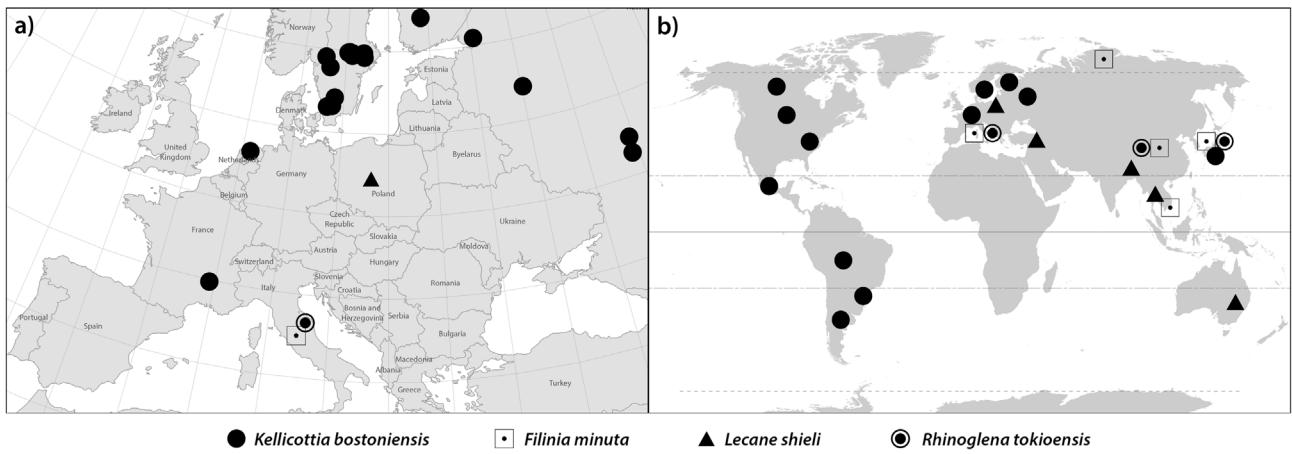 a)
b)
Norway
Estonia
Latvia
Denmark
Lithuania
Ireland
United
Kingdom
Byelarus
Germany
Poland
Belgium
Czech
Republic
Ukraine
France
Slovakia
Austria
Moldova
Switzerland
Hungary
Slovenia
Italy
Croatia
Romania
Bosnia and
Herzegovina
Serbia
Portugal
Spain
Bulgaria
Macedonia
Albania
Turkey
Greece
Kellicottia bostoniensis
Filinia minuta
Lecane shieli
Rhinoglena tokioensis